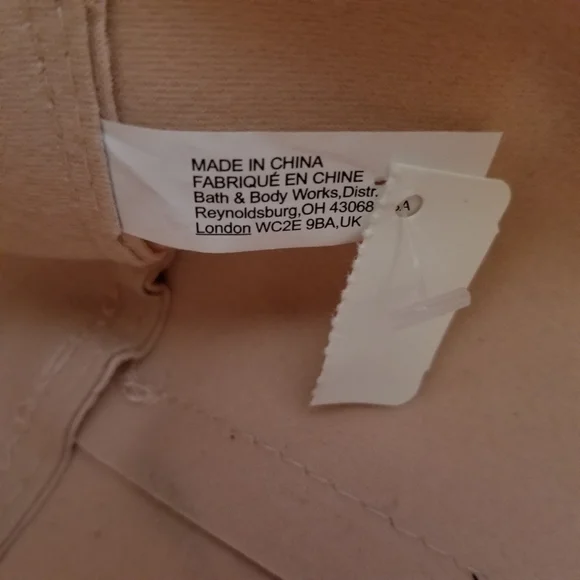 MADE IN CHINA
FABRIQUÉ EN CHINE
Bath & Body Works,Distr.
Reynoldsburg,OH 43068
London WC2E 9BA,UK